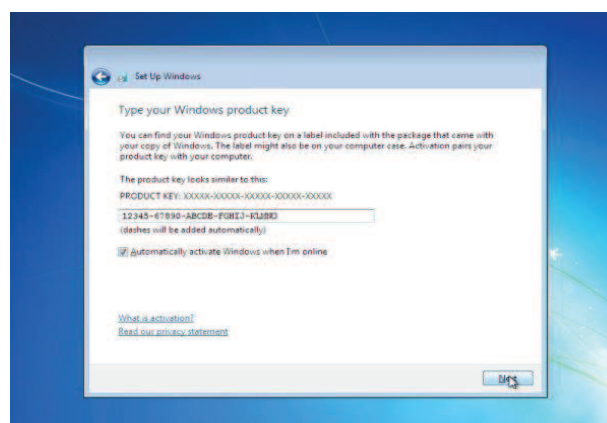 Set Up Windows
Type your Windows product key
You can find your Windows product key on a label included with the package that came with
your copy of Windows. The label might also be on your computer case. Activation pairs your
product key with your computer.
The product key looks similar to this:
PRODUCT KEY: XXXXX-XXXXX-XXXXX-XXXXX-XXXXX
12345-67890-ABCDE-FGHIJ-KLMNO
(dashes will be added automatically)
Automatically activate Windows when I'm online
What is activation?
Read our privacy statement
Next